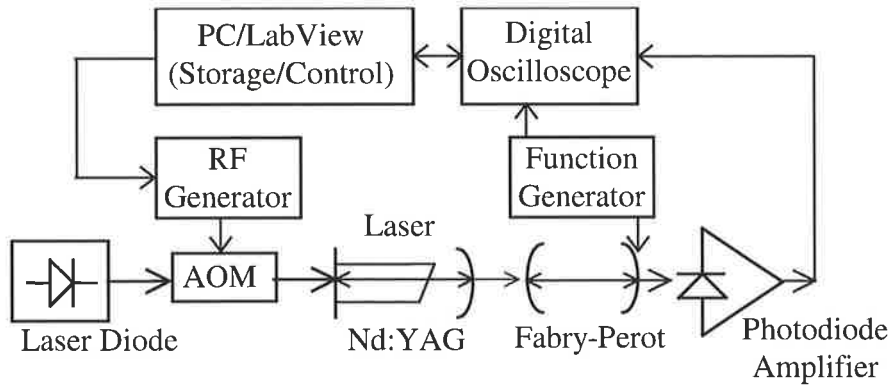 PC/LabView
(Storage/Control)
Digital
Oscilloscope
RF
Generator
Function
Generator
Laser
AOM
Laser Diode
Nd:YAG
Fabry-Perot
Photodiode
Amplifier